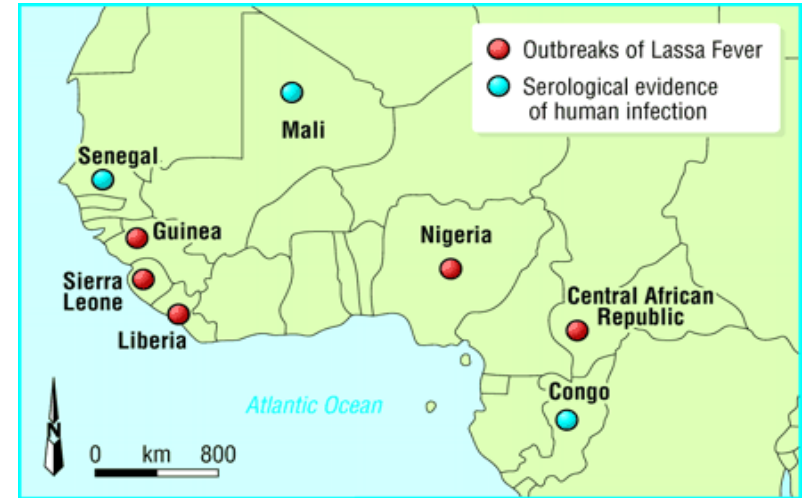 Outbreaks of Lassa Fever
Serological evidence
of human infection
Mali
Senegal
Guinea
Nigeria
Sierra
Leone
Central African
Republic
Liberia
Congo
Atlantic Ocean
N
0 km 800